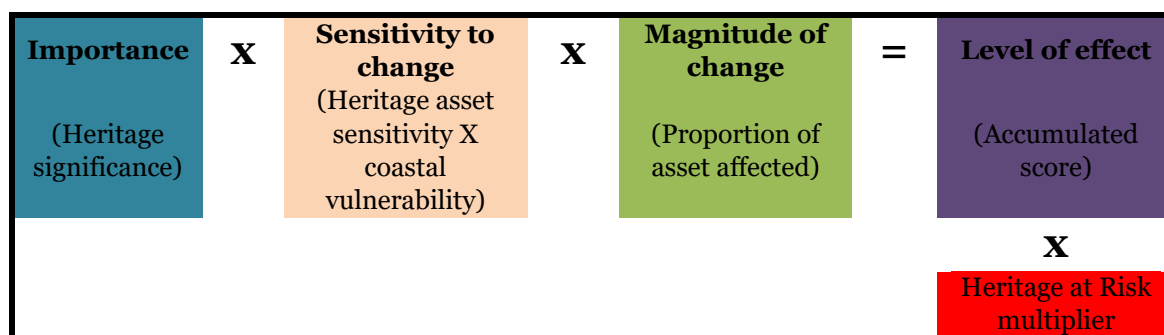 Importance
(Heritage
significance)
x
Sensitivity to
change
(Heritage asset
sensitivity X
coastal
vulnerability)
x
Magnitude of
change
(Proportion of
asset affected)
=
Level of effect
(Accumulated
score)
x
Heritage at Risk
multiplier